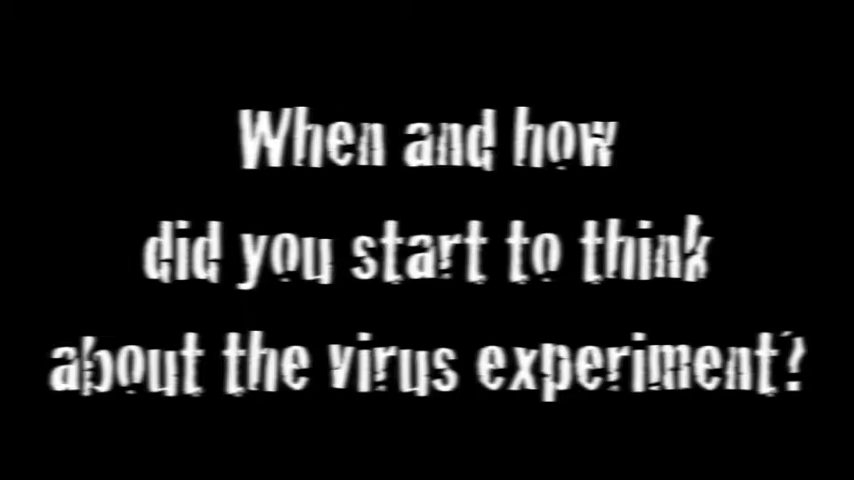 When and how
did you start to think
about the virus experiment?